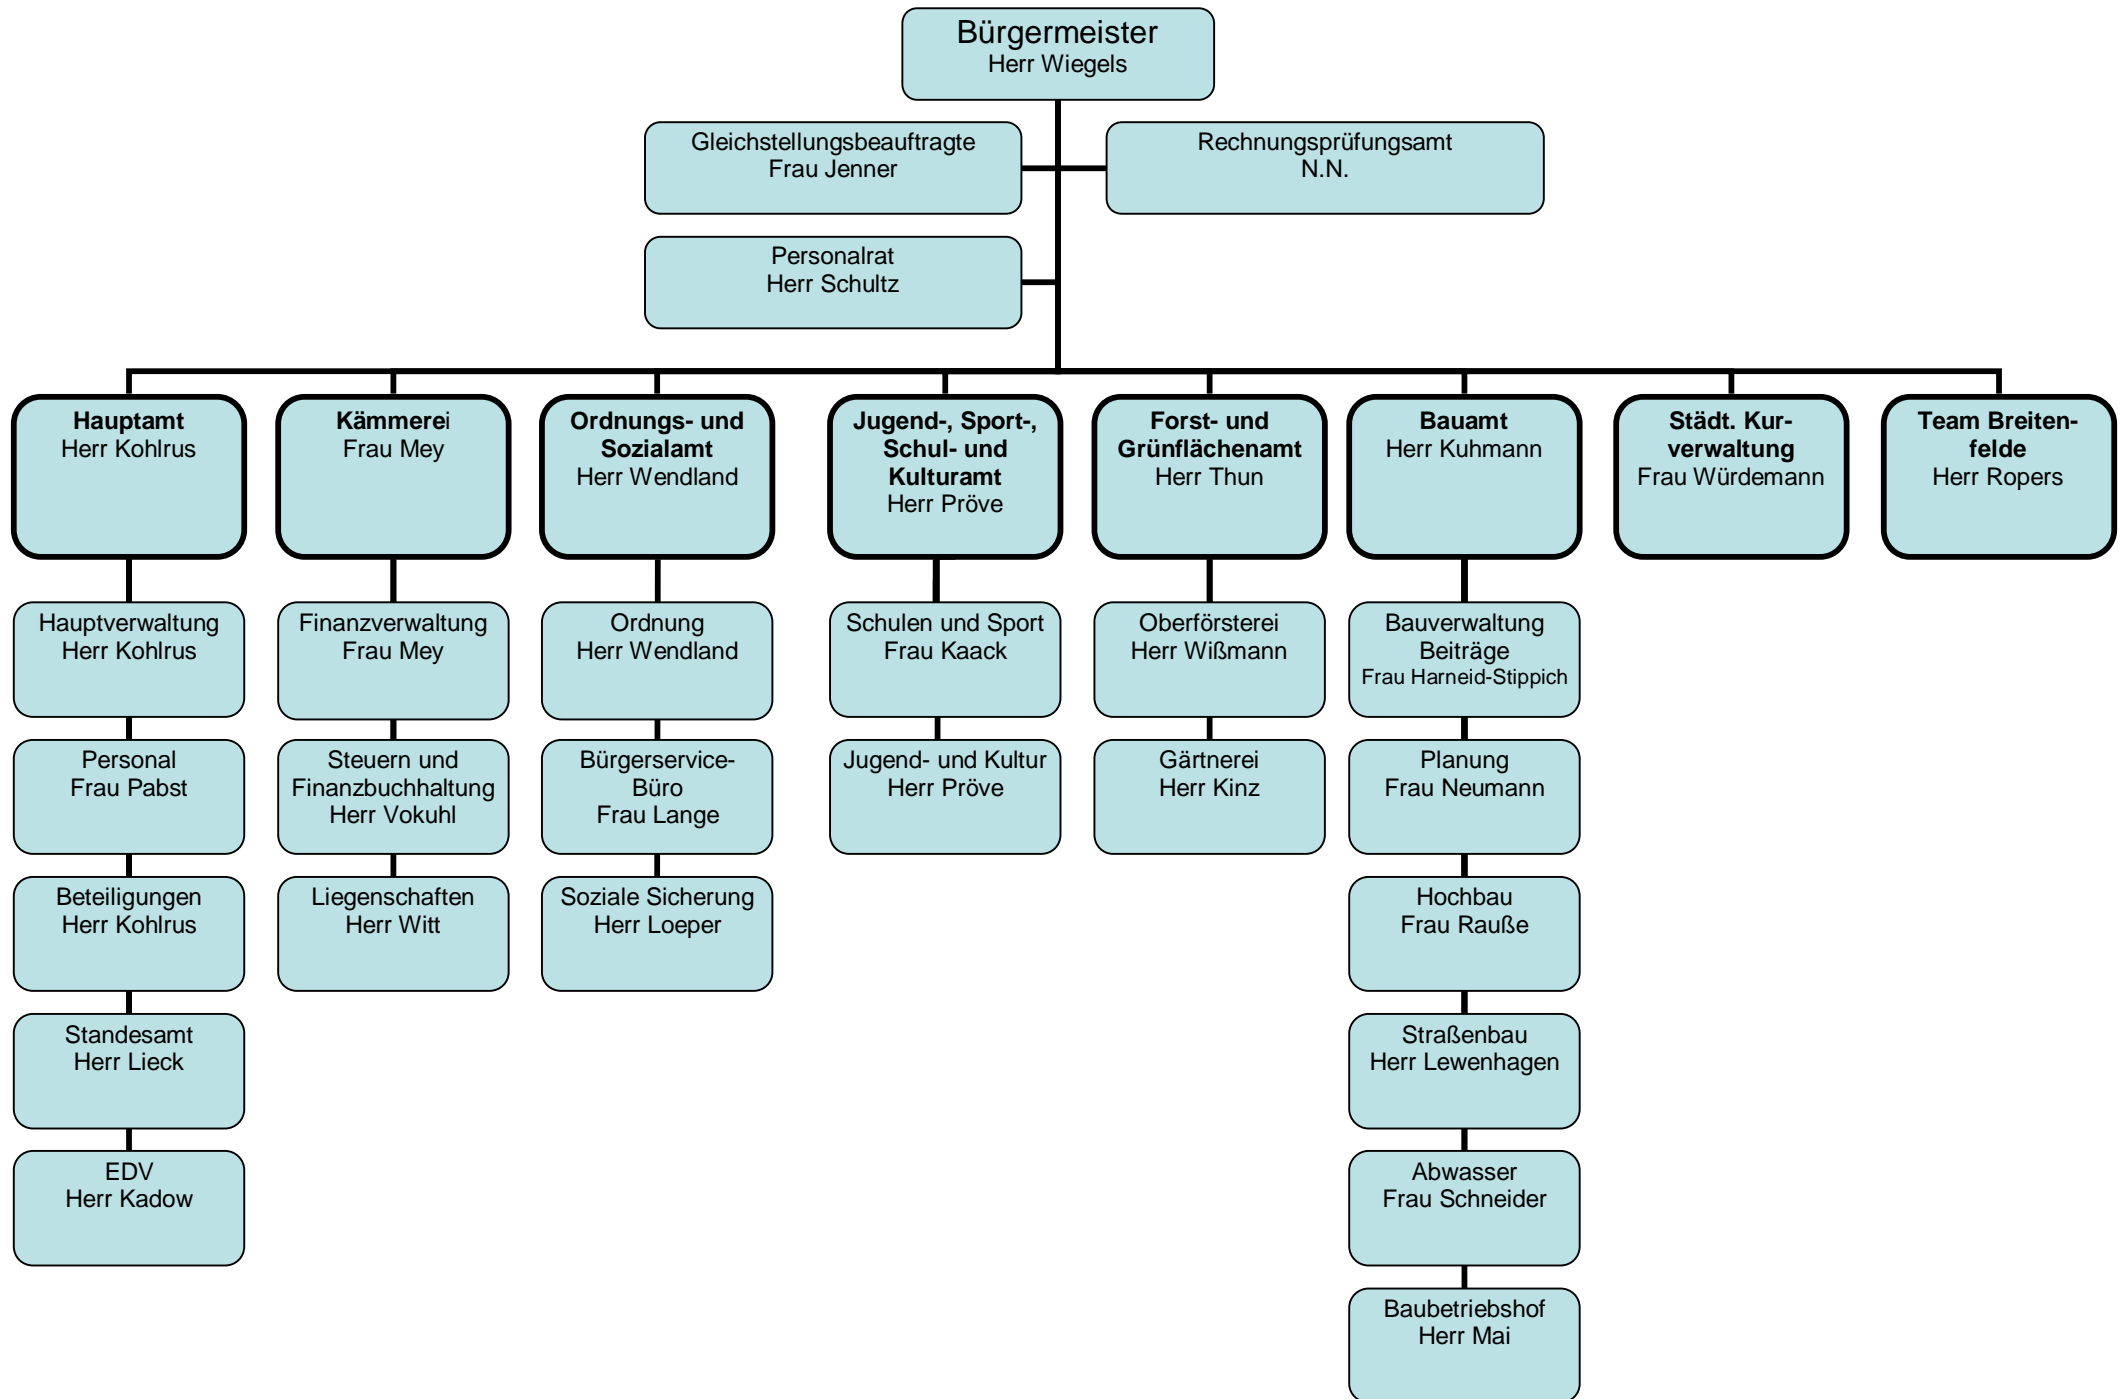 Bürgermeister
Herr Wiegels
Gleichstellungsbeauftragte
Frau Jenner
Rechnungsprüfungsamt
N.N.
Personalrat
Herr Schultz
Hauptamt
Herr Kohlrus
Kämmerei
Frau Mey
Ordnungs- und
Sozialamt
Herr Wendland
Jugend-, Sport-,
Schul- und
Kulturamt
Herr Pröve
Forst- und
Grünflächenamt
Herr Thun
Bauamt
Herr Kuhmann
Städt. Kur-
verwaltung
Frau Würdemann
Team Breiten-
felde
Herr Ropers
Hauptverwaltung
Herr Kohlrus
Finanzverwaltung
Frau Mey
Ordnung
Herr Wendland
Schulen und Sport
Frau Kaack
Oberförsterei
Herr Wißmann
Bauverwaltung
Beiträge
Frau Harneid-Stippich
Personal
Frau Pabst
Steuern und
Finanzbuchhaltung
Herr Vokuhl
Bürgerservice-
Büro
Frau Lange
Jugend- und Kultur
Herr Pröve
Gärtnerei
Herr Kinz
Planung
Frau Neumann
Beteiligungen
Herr Kohlrus
Liegenschaften
Herr Witt
Soziale Sicherung
Herr Loeper
Hochbau
Frau Rauße
Standesamt
Herr Lieck
Straßenbau
Herr Lewenhagen
EDV
Herr Kadow
Abwasser
Frau Schneider
Baubetriebshof
Herr Mai